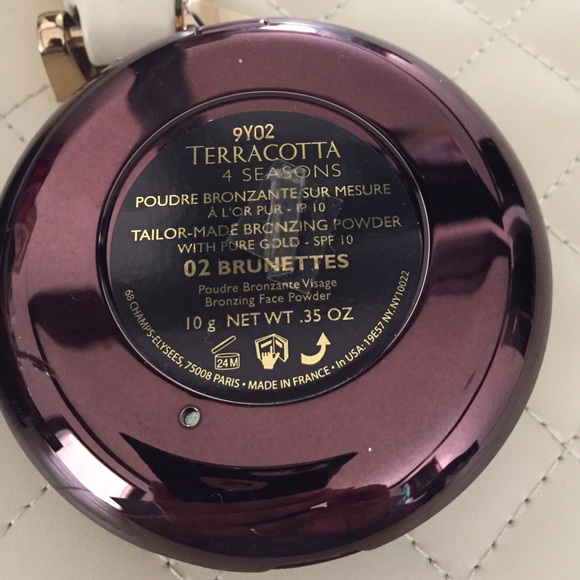 9Y02
TERRACOTTA
4 SEASONS
POUDRE BRONZANTE SUR MESURE
À L'OR PUR - IP 10
TAILOR-MADE BRONZING POWDER
WITH PURE GOLD - SPF 10
02 BRUNETTES
Poudre Bronzante Visage
Bronzing Face Powder
10 g NET WT .35 OZ
24 M
68 CHAMPS-ELYSEES, 75008 PARIS • MADE IN FRANCE • In USA: 19E57 NY. NY10022